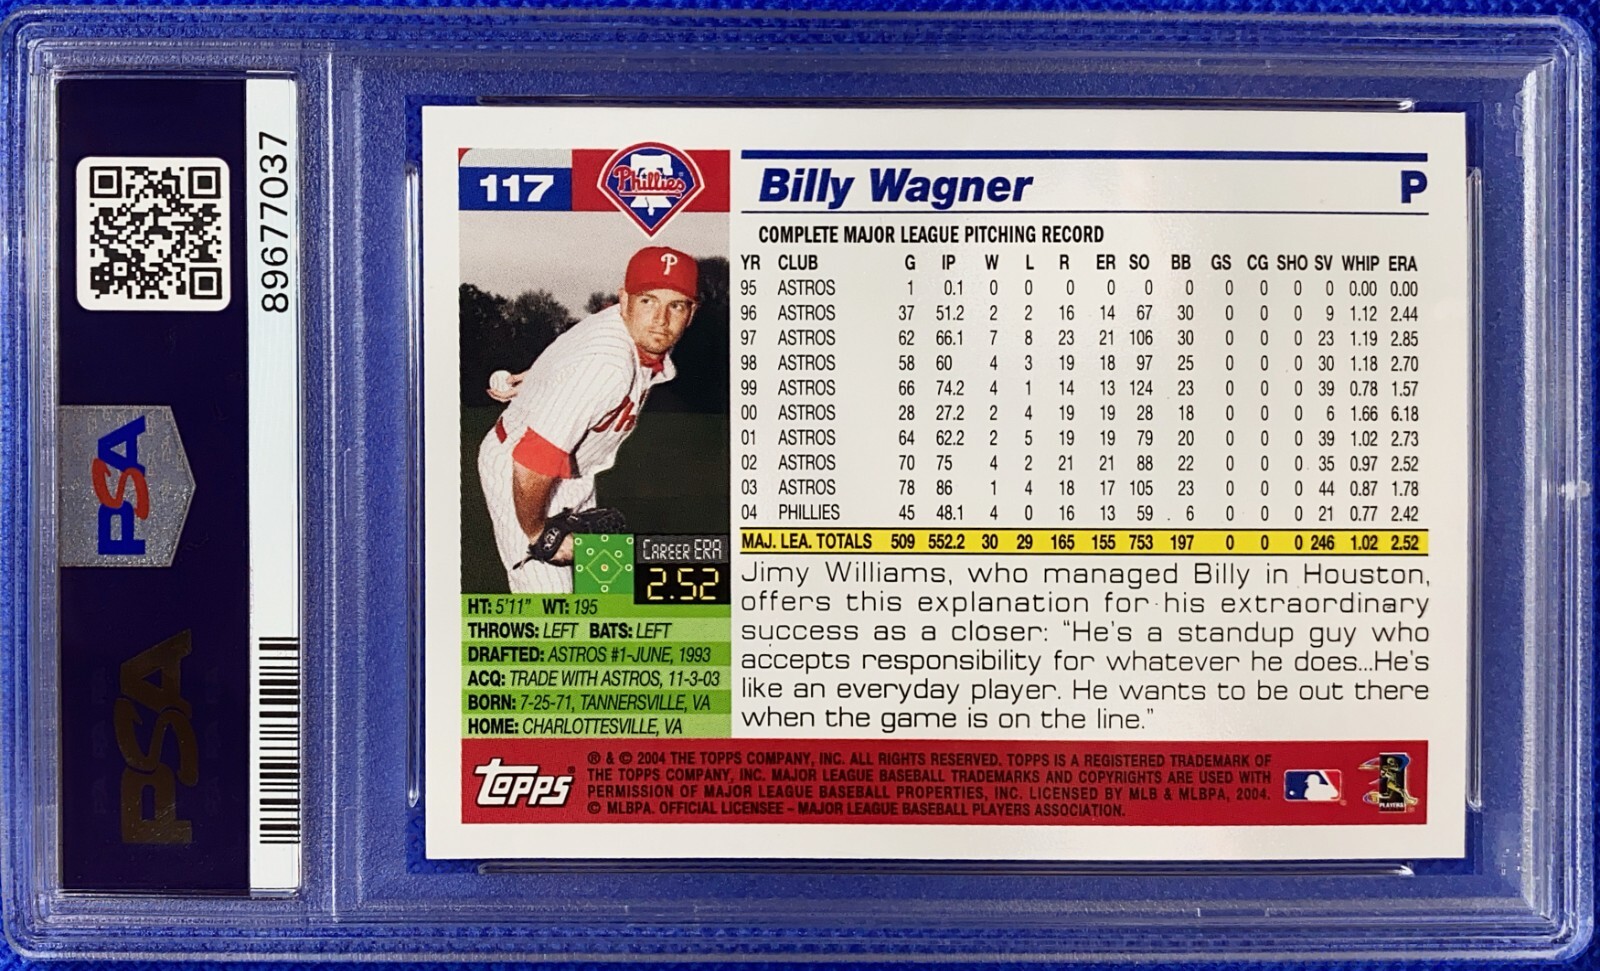 PSA
PSA
89677037
117
Phillies
P
Career ERA
2.52
HT: 5'11" WT: 195
THROWS: LEFT BATS: LEFT
DRAFTED: ASTROS #1-JUNE, 1993
ACQ: TRADE WITH ASTROS, 11-3-03
BORN: 7-25-71, TANNERSVILLE, VA
HOME: CHARLOTTESVILLE, VA
Billy Wagner P
COMPLETE MAJOR LEAGUE PITCHING RECORD
YR CLUB G IP W L R ER SO BB GS CG SHO SV WHIP ERA
95 ASTROS 1 0.1 0 0 0 0 0 0 0 0 0 0 0.00 0.00
96 ASTROS 37 51.2 2 2 16 14 67 30 0 0 0 9 1.12 2.44
97 ASTROS 62 66.1 7 8 23 21 106 30 0 0 0 23 1.19 2.85
98 ASTROS 58 60 4 3 19 18 97 25 0 0 0 30 1.18 2.70
99 ASTROS 66 74.2 4 1 14 13 124 23 0 0 0 39 0.78 1.57
00 ASTROS 28 27.2 2 4 19 19 28 18 0 0 0 6 1.66 6.18
01 ASTROS 64 62.2 2 5 19 19 79 20 0 0 0 39 1.02 2.73
02 ASTROS 70 75 4 2 21 21 88 22 0 0 0 35 0.97 2.52
03 ASTROS 78 86 1 4 18 17 105 23 0 0 0 44 0.87 1.78
04 PHILLIES 45 48.1 4 0 16 13 59 6 0 0 0 21 0.77 2.42
MAJ. LEA. TOTALS 509 552.2 30 29 165 155 753 197 0 0 0 246 1.02 2.52
Jimy Williams, who managed Billy in Houston,
offers this explanation for his extraordinary
success as a closer: "He's a standup guy who
accepts responsibility for whatever he does...He's
like an everyday player. He wants to be out there
when the game is on the line."
topps
® & © 2004 THE TOPPS COMPANY, INC. ALL RIGHTS RESERVED. TOPPS IS A REGISTERED TRADEMARK OF
THE TOPPS COMPANY, INC. MAJOR LEAGUE BASEBALL TRADEMARKS AND COPYRIGHTS ARE USED WITH
PERMISSION OF MAJOR LEAGUE BASEBALL PROPERTIES, INC. LICENSED BY MLB & MLBPA, 2004.
© MLBPA. OFFICIAL LICENSEE – MAJOR LEAGUE BASEBALL PLAYERS ASSOCIATION.
PLAYERS